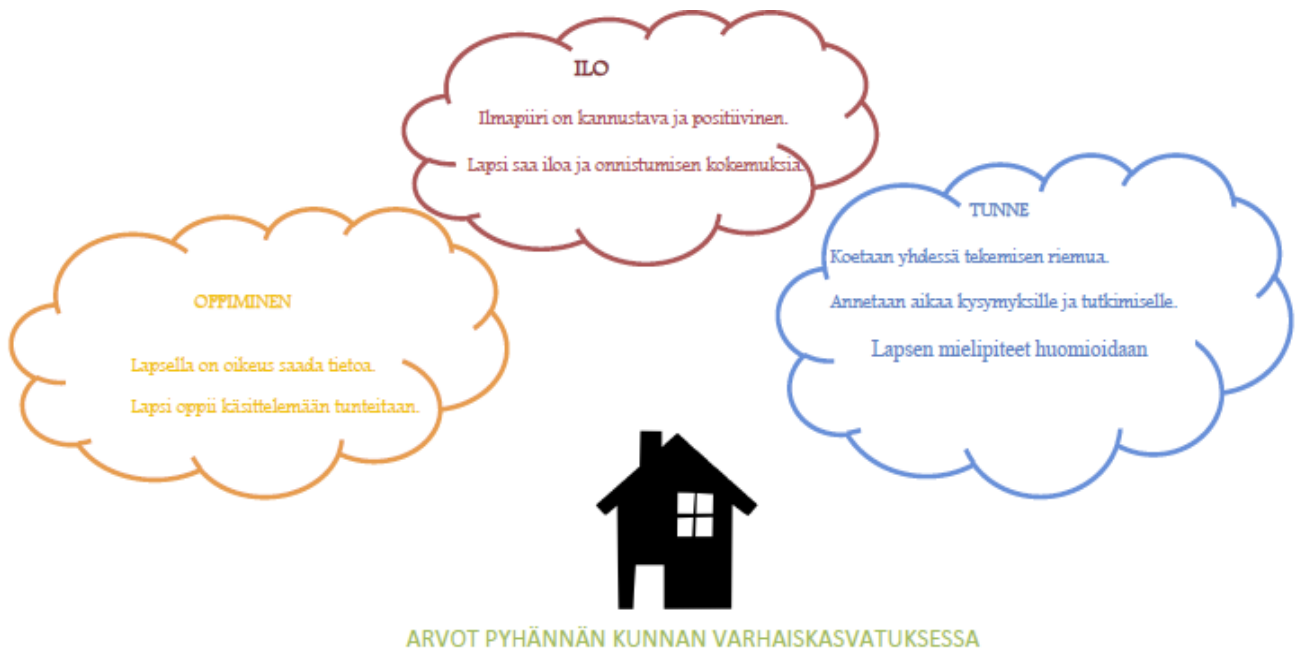 ILO
Ilmapiiri on kannustava ja positiivinen.
Lapsi saa iloa ja onnistumisen kokemuksia.
TUNNE
Koetaan yhdessä tekemisen riemua.
Annetaan aikaa kysymyksille ja tutkimiselle.
Lapsen mielipiteet huomioidaan
OPPIMINEN
Lapsella on oikeus saada tietoa.
Lapsi oppii käsittelemään tunteitaan.
ARVOT PYHÄNNÄN KUNNAN VARHAISKASVATUKSESSA